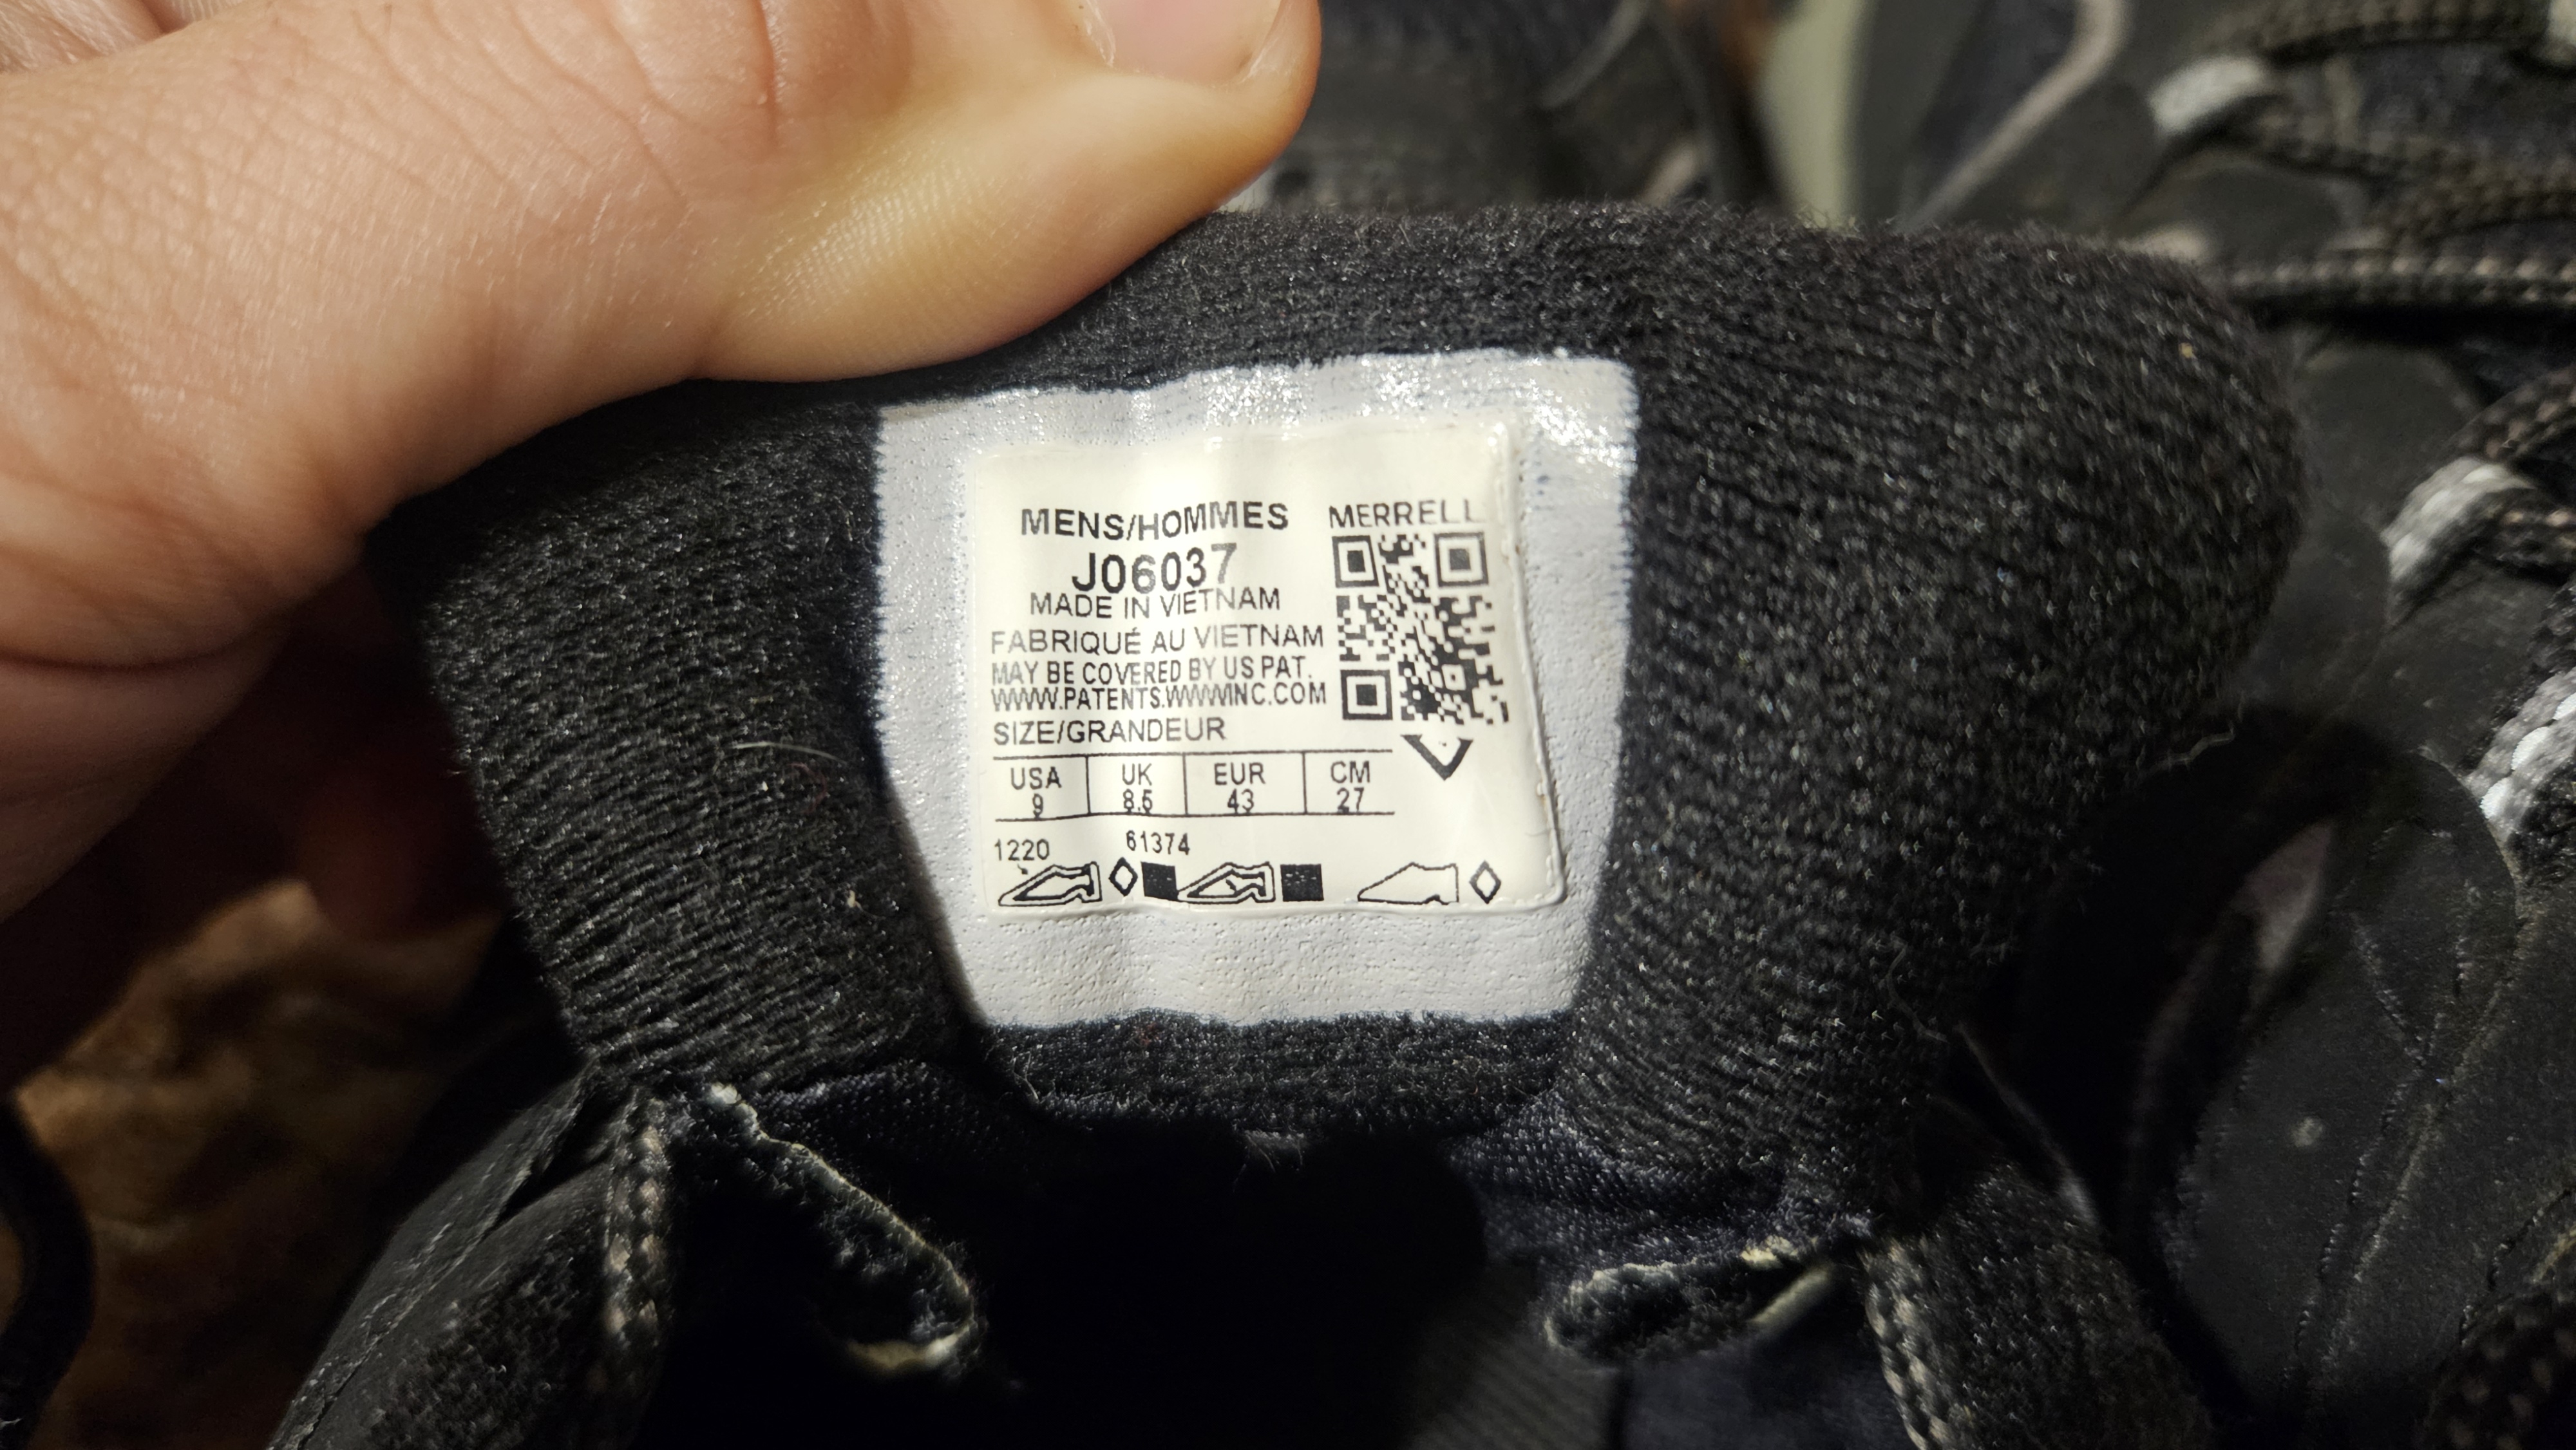 MENS/HOMMES
J06037
MADE IN VIETNAM
FABRIQUÉ AU VIETNAM
MAY BE COVERED BY US PAT.
WWW.PATENTS.WWWINC.COM
SIZE/GRANDEUR
USA UK EUR CM
9 8.5 43 27
1220 61374
MERRELL